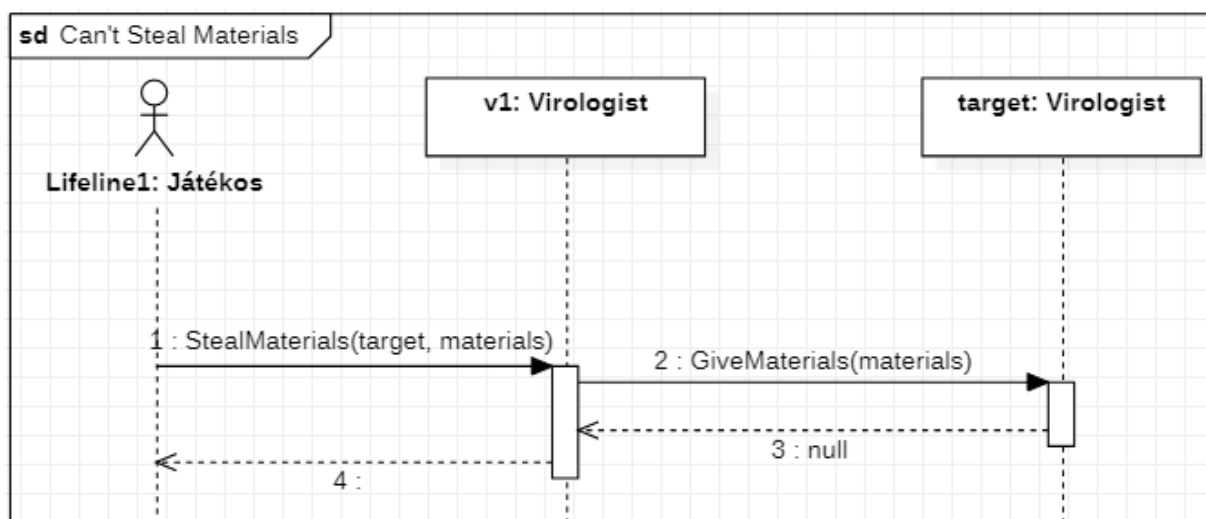 sd Can't Steal Materials
v1: Virologist
target: Virologist
Lifeline1: Játékos
1 : StealMaterials(target, materials)
2 : GiveMaterials(materials)
3 : null
4 :